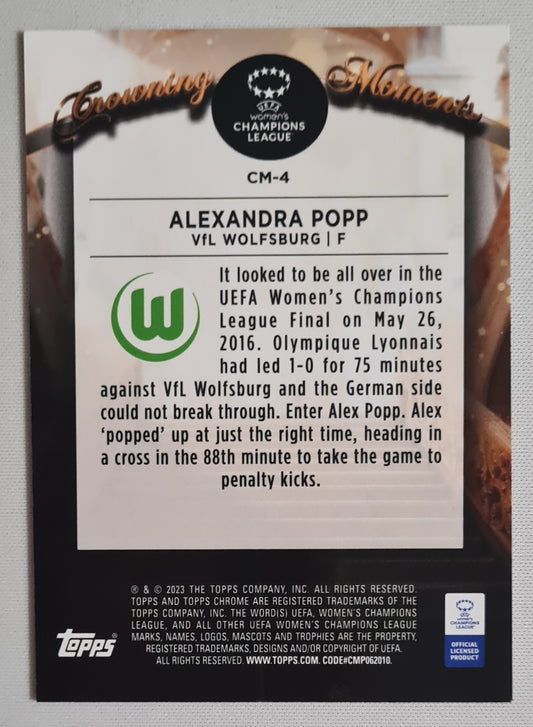 Crowning Moments
UEFA
women's
CHAMPIONS
LEAGUE
CM-4
ALEXANDRA POPP
VfL WOLFSBURG | F
W
It looked to be all over in the
UEFA Women's Champions
League Final on May 26,
2016. Olympique Lyonnais
had led 1-0 for 75 minutes
against VfL Wolfsburg and the German side
could not break through. Enter Alex Popp. Alex
'popped' up at just the right time, heading in
a cross in the 88th minute to take the game to
penalty kicks.
® & © 2023 THE TOPPS COMPANY, INC. ALL RIGHTS RESERVED.
TOPPS AND TOPPS CHROME ARE REGISTERED TRADEMARKS OF THE
TOPPS COMPANY, INC. THE WORD(S) UEFA, WOMEN'S CHAMPIONS
LEAGUE, AND ALL OTHER UEFA WOMEN'S CHAMPIONS LEAGUE
MARKS, NAMES, LOGOS, MASCOTS AND TROPHIES ARE THE PROPERTY,
REGISTERED TRADEMARKS, DESIGNS AND/OR COPYRIGHT OF UEFA.
ALL RIGHTS RESERVED. WWW.TOPPS.COM. CODE#CMP062010.
Topps®
UEFA
women's
CHAMPIONS
LEAGUE
OFFICIAL
LICENSED
PRODUCT